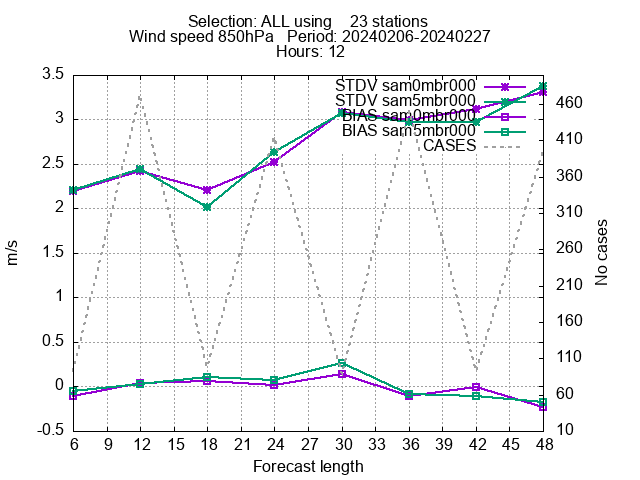 Selection: ALL using    23 stations
Wind speed 850hPa   Period: 20240206-20240227
Hours: 12
STDV sam0mbr000
STDV sam5mbr000
BIAS sam0mbr000
BIAS sam5mbr000
CASES
3.5
3
2.5
2
1.5
1
0.5
0
-0.5
m/s
460
410
360
310
260
210
160
110
60
10
No cases
6 9 12 15 18 21 24 27 30 33 36 39 42 45 48
Forecast length